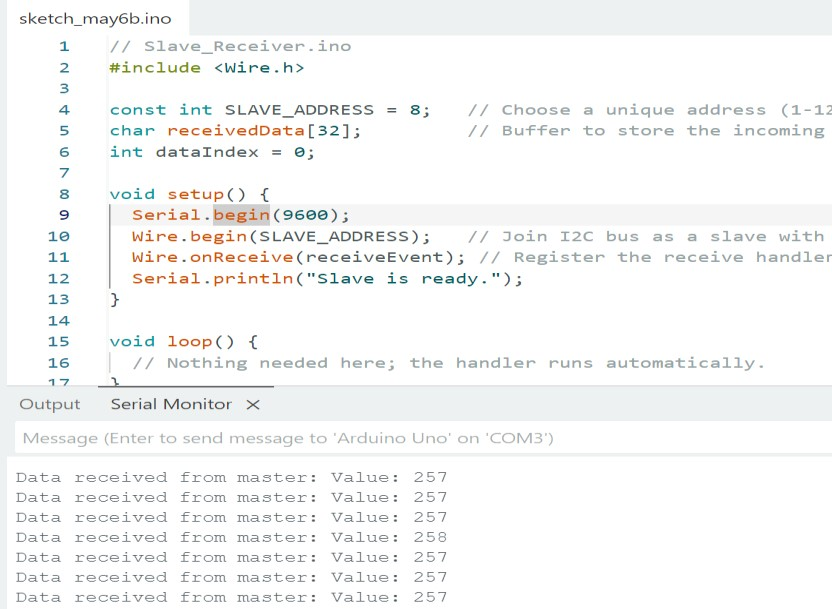 sketch_may6b.ino
1 // Slave_Receiver.ino
2 #include <Wire.h>
3
4 const int SLAVE_ADDRESS = 8;   // Choose a unique address (1-12
5 char receivedData[32];         // Buffer to store the incoming
6 int dataIndex = 0;
7
8 void setup() {
9   Serial.begin(9600);
10   Wire.begin(SLAVE_ADDRESS);   // Join I2C bus as a slave with
11   Wire.onReceive(receiveEvent); // Register the receive handler
12   Serial.println("Slave is ready.");
13 }
14
15 void loop() {
16   // Nothing needed here; the handler runs automatically.
17 }
Output Serial Monitor ×
Message (Enter to send message to 'Arduino Uno' on 'COM3')
Data received from master: Value: 257
Data received from master: Value: 257
Data received from master: Value: 257
Data received from master: Value: 258
Data received from master: Value: 257
Data received from master: Value: 257
Data received from master: Value: 257